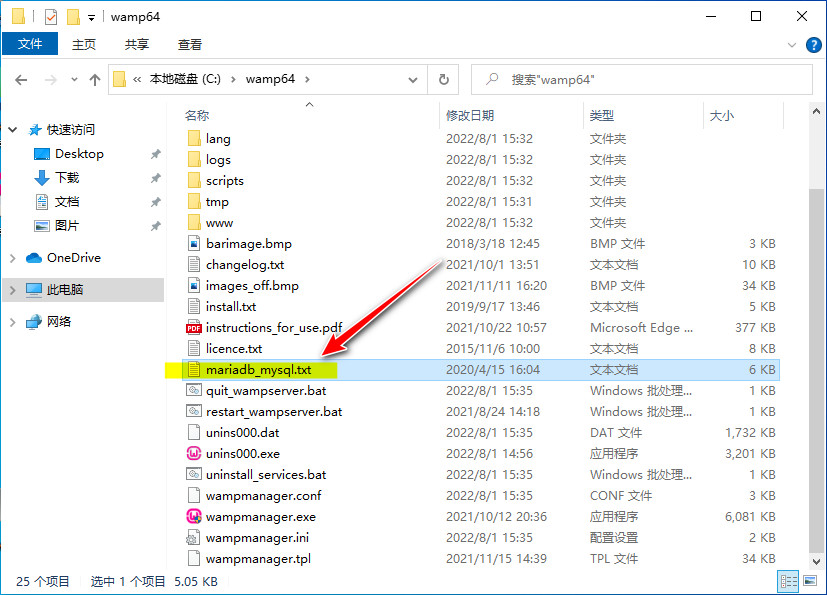 wamp64
文件 主页 共享 查看
« 本地磁盘 (C:) › wamp64 › 搜索"wamp64"
名称 修改日期 类型 大小
快速访问
Desktop
下载
文档
图片
OneDrive
此电脑
网络
lang 2022/8/1 15:32 文件夹
logs 2022/8/1 15:32 文件夹
scripts 2022/8/1 15:32 文件夹
tmp 2022/8/1 15:31 文件夹
www 2022/8/1 15:32 文件夹
barimage.bmp 2018/3/18 12:45 BMP 文件 3 KB
changelog.txt 2021/10/1 13:51 文本文档 10 KB
images_off.bmp 2021/11/11 16:20 BMP 文件 34 KB
install.txt 2019/9/17 13:46 文本文档 5 KB
PDF instructions_for_use.pdf 2021/10/22 10:57 Microsoft Edge ... 377 KB
licence.txt 2015/11/6 10:00 文本文档 8 KB
mariadb_mysql.txt 2020/4/15 16:04 文本文档 6 KB
quit_wampserver.bat 2022/8/1 15:35 Windows 批处理... 1 KB
restart_wampserver.bat 2021/8/24 14:18 Windows 批处理... 1 KB
unins000.dat 2022/8/1 15:35 DAT 文件 1,732 KB
unins000.exe 2022/8/1 14:56 应用程序 3,201 KB
uninstall_services.bat 2022/8/1 15:35 Windows 批处理... 1 KB
wampmanager.conf 2022/8/1 15:35 CONF 文件 3 KB
wampmanager.exe 2021/10/12 20:36 应用程序 6,081 KB
wampmanager.ini 2022/8/1 15:35 配置设置 2 KB
wampmanager.tpl 2021/11/15 14:39 TPL 文件 34 KB
25 个项目 选中 1 个项目 5.05 KB